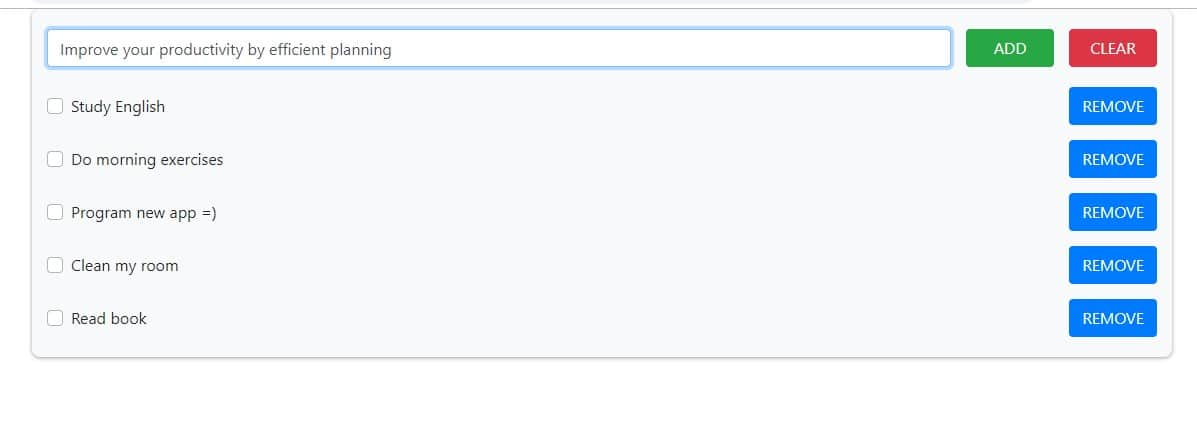 Improve your productivity by efficient planning ADD CLEAR
Study English REMOVE
Do morning exercises REMOVE
Program new app =) REMOVE
Clean my room REMOVE
Read book REMOVE